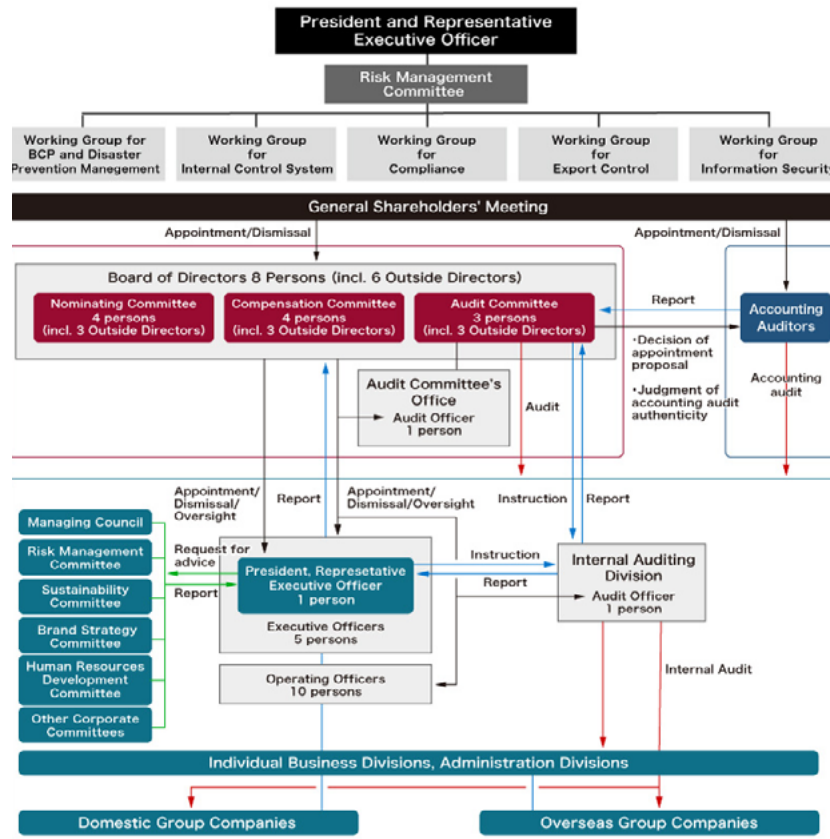 President and Representative
Executive Officer
Risk Management
Committee
Working Group for
BCP and Disaster
Prevention Menegement
Working Group
for
Internal Control System
Working Group
for
Compliance
Working Group
for
Export Control
Working Group
for
Information Security
General Shareholders' Meeting
Appointment/Dismissal
Appointment/Dismissal
Board of Directors 8 Persons (incl. 6 Outside Directors)
Nominating Committee
4 persons
(incl. 3 Outside Directors)
Compensation Committee
4 persons
(incl. 3 Outside Directors)
Audit Committee
3 persons
(incl. 3 Outside Directors)
Report
Accounting
Auditors
・Decision of
appointment
proposal
・Judgment of
accounting audit
authenticity
Accounting
audit
Audit Committee's
Office
Audit Officer
1 person
Audit
Appointment/
Dismissal/
Oversight
Report
Appointment/
Dismissal/Oversight
Instruction
Report
Managing Council
Risk Management
Committee
Sustainability
Committee
Brand Strategy
Committee
Human Resources
Development
Committee
Other Corporate
Committees
Request for
advice
Report
President, Represetative
Executive Officer
1 person
Executive Officers
5 persons
Instruction
Report
Internal Auditing
Division
Audit Officer
1 person
Operating Officers
10 persons
Internal Audit
Individual Business Divisions, Administration Divisions
Domestic Group Companies
Overseas Group Companies